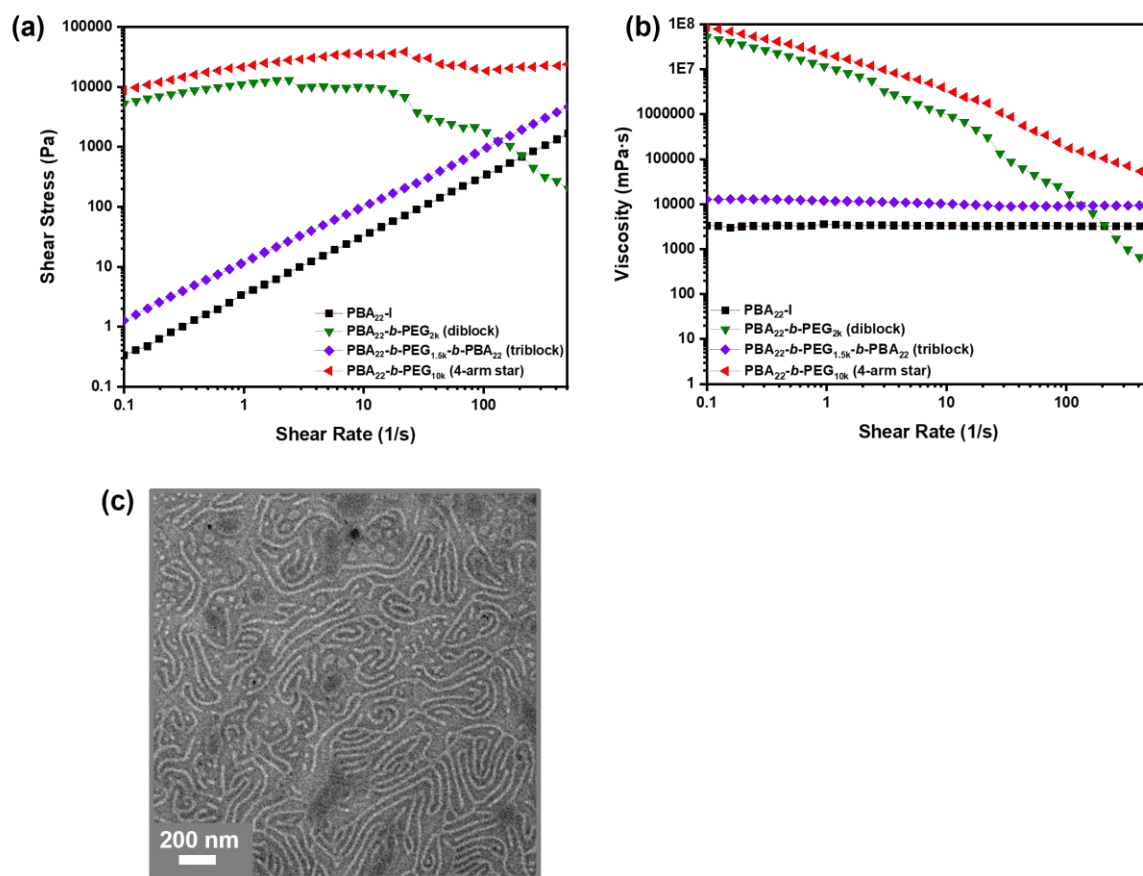 (a)
100000
10000
1000
100
10
1
0.1
Shear Stress (Pa)
PBA₂₂-I
PBA₂₂-b-PEG₂ₖ (diblock)
PBA₂₂-b-PEG₁.₅ₖ-b-PBA₂₂ (triblock)
PBA₂₂-b-PEG₁₀ₖ (4-arm star)
0.1 1 10 100
Shear Rate (1/s)
(b)
1E8
1E7
1000000
100000
10000
1000
100
10
1
Viscosity (mPa·s)
PBA₂₂-I
PBA₂₂-b-PEG₂ₖ (diblock)
PBA₂₂-b-PEG₁.₅ₖ-b-PBA₂₂ (triblock)
PBA₂₂-b-PEG₁₀ₖ (4-arm star)
0.1 1 10 100
Shear Rate (1/s)
(c)
200 nm